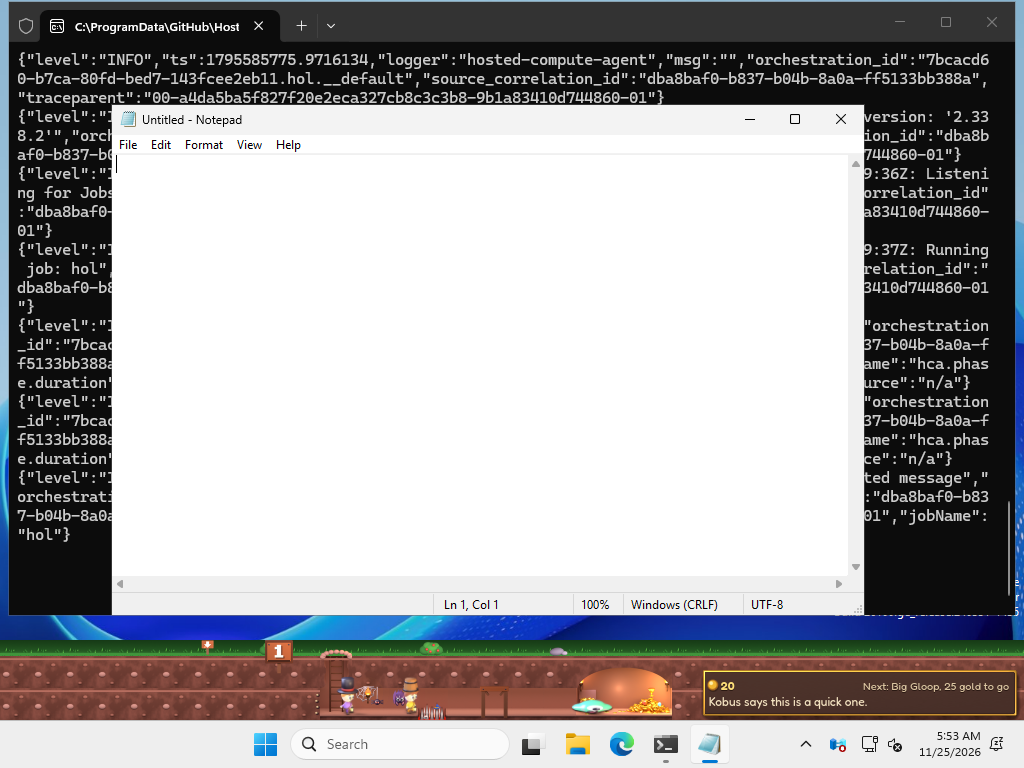 C:\ProgramData\GitHub\Host
{"level":"INFO","ts":1795585775.9716134,"logger":"hosted-compute-agent","msg":"","orchestration_id":"7bcacd6
0-b7ca-80fd-bed7-143fcee2eb11.hol.__default","source_correlation_id":"dba8baf0-b837-b04b-8a0a-ff5133bb388a",
"traceparent":"00-a4da5ba5f827f20e2eca327cb8c3c3b8-9b1a83410d744860-01"}
{"level":" version: '2.33
8.2'","orc ion_id":"dba8b
af0-b837-b0 744860-01"}
{"level":" 9:36Z: Listeni
ng for Jobs orrelation_id"
:"dba8baf0- a83410d744860-
01"}
{"level":" 9:37Z: Running
job: hol" relation_id":"
dba8baf0-b8 3410d744860-01
"}
{"level":" "orchestration
_id":"7bcac 37-b04b-8a0a-f
f5133bb388a ame":"hca.phas
e.duration" urce":"n/a"}
{"level":" "orchestration
_id":"7bcac 37-b04b-8a0a-f
f5133bb388a ame":"hca.phas
e.duration" ce":"n/a"}
{"level":" ted message","
orchestrati :"dba8baf0-b83
7-b04b-8a0a 01","jobName":
"hol"}
Untitled - Notepad
File Edit Format View Help
Ln 1, Col 1 100% Windows (CRLF) UTF-8
1
20 Next: Big Gloop, 25 gold to go
Kobus says this is a quick one.
Search
5:53 AM
11/25/2026